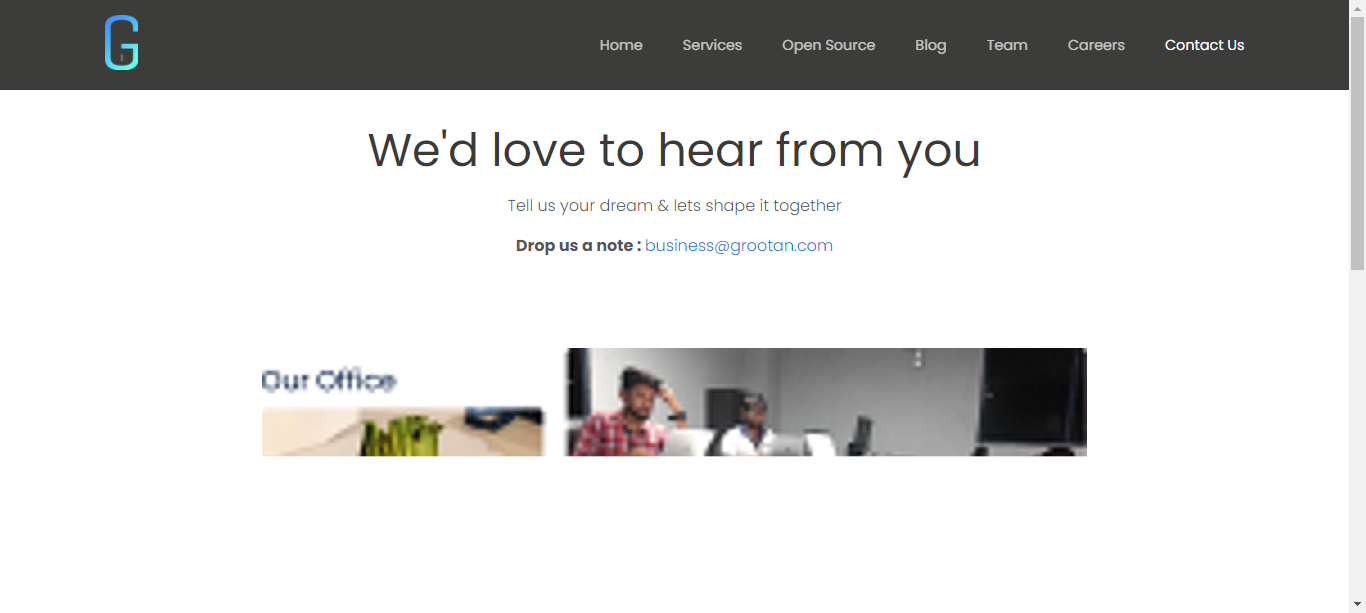 G
Home Services Open Source Blog Team Careers Contact Us
We'd love to hear from you
Tell us your dream & lets shape it together
Drop us a note : business@grootan.com
Our Office